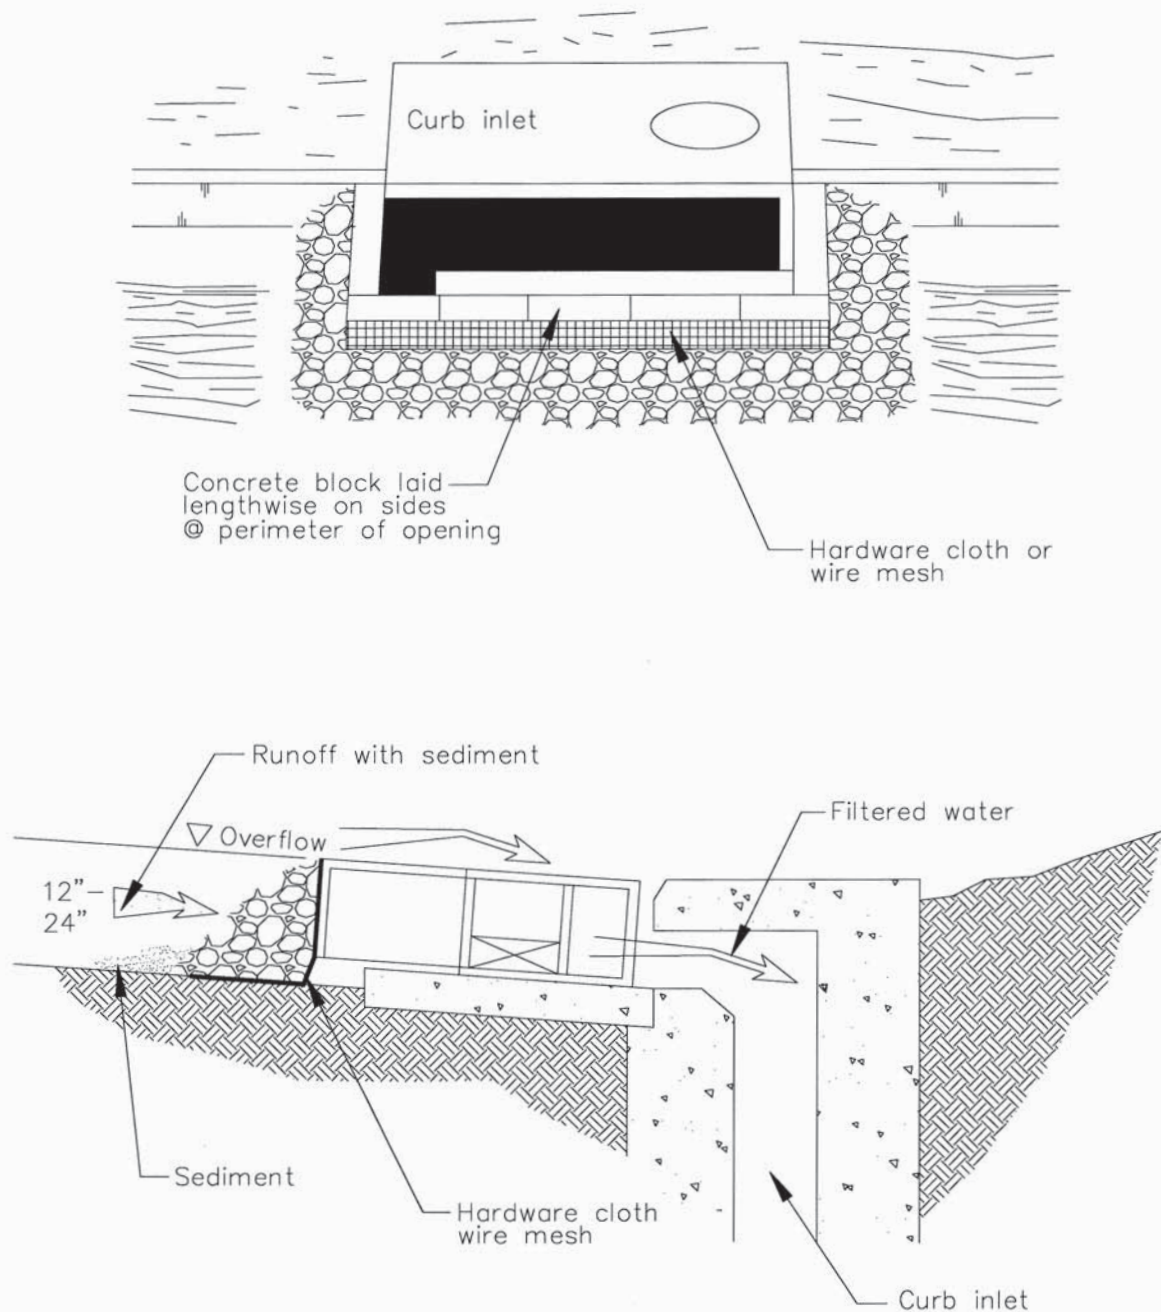 Curb inlet
Concrete block laid
lengthwise on sides
@ perimeter of opening
Hardware cloth or
wire mesh
Runoff with sediment
Overflow
Filtered water
12"-
24"
Sediment
Hardware cloth
wire mesh
Curb inlet